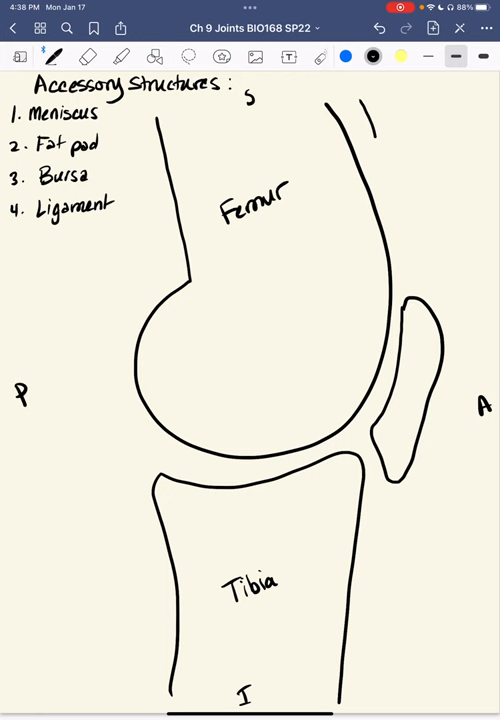 4:38 PM Mon Jan 17
88%
Ch 9 Joints BIO168 SP22
Accessory Structures:
S
1. Meniscus
2. Fat pad
3. Bursa
4. Ligament
Femur
P
A
Tibia
I